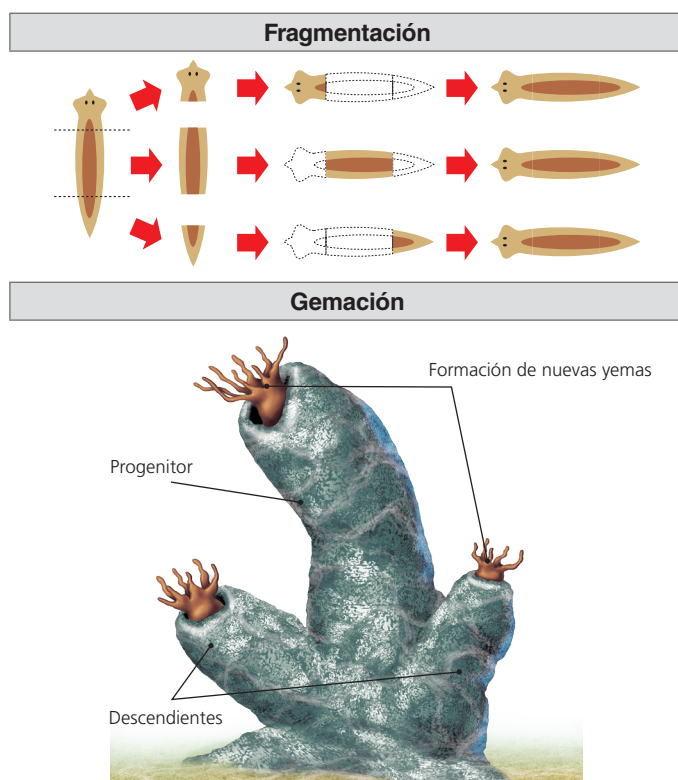 Fragmentación
Gemación
Formación de nuevas yemas
Progenitor
Descendientes